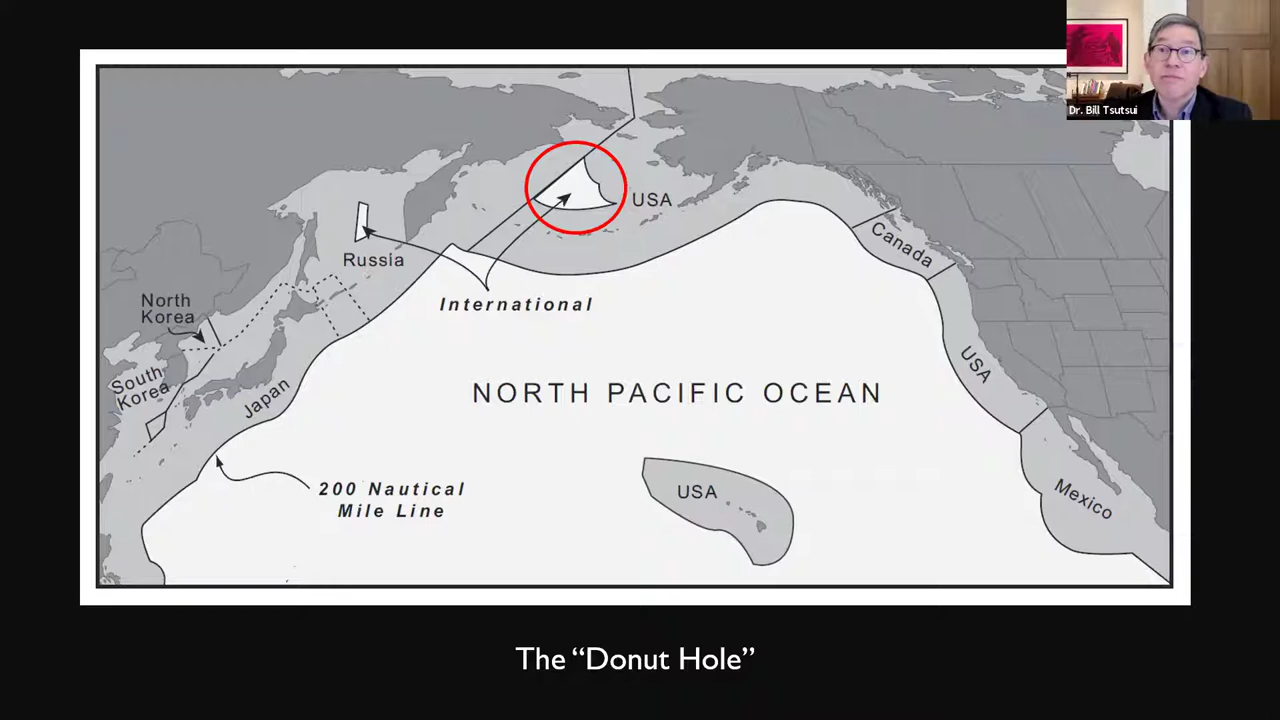 Dr. Bill Tsutsui
USA
Russia
Canada
North
Korea
International
South
Korea
Japan
USA
NORTH PACIFIC OCEAN
200 Nautical
Mile Line
USA
Mexico
The “Donut Hole”